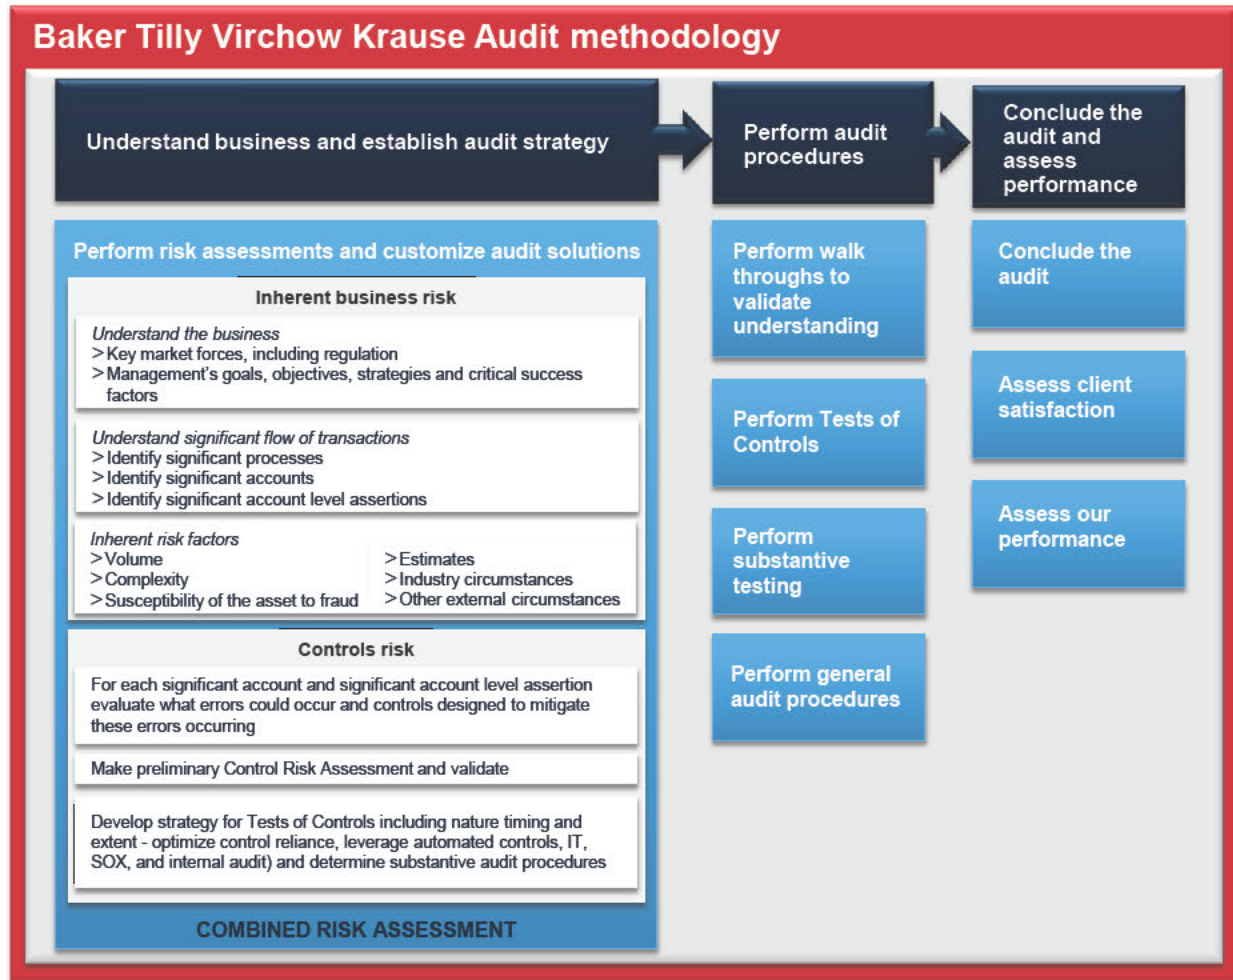 Baker Tilly Virchow Krause Audit methodology
Understand business and establish audit strategy
Perform audit
procedures
Conclude the
audit and
assess
performance
Perform risk assessments and customize audit solutions
Inherent business risk
Understand the business
> Key market forces, including regulation
> Management's goals, objectives, strategies and critical success
factors
Understand significant flow of transactions
> Identify significant processes
> Identify significant accounts
> Identify significant account level assertions
Inherent risk factors
> Volume
> Complexity
> Susceptibility of the asset to fraud
> Estimates
> Industry circumstances
> Other external circumstances
Controls risk
For each significant account and significant account level assertion
evaluate what errors could occur and controls designed to mitigate
these errors occurring
Make preliminary Control Risk Assessment and validate
Develop strategy for Tests of Controls including nature timing and
extent - optimize control reliance, leverage automated controls, IT,
SOX, and internal audit) and determine substantive audit procedures
COMBINED RISK ASSESSMENT
Perform walk
throughs to
validate
understanding
Perform Tests of
Controls
Perform
substantive
testing
Perform general
audit procedures
Conclude the
audit
Assess client
satisfaction
Assess our
performance